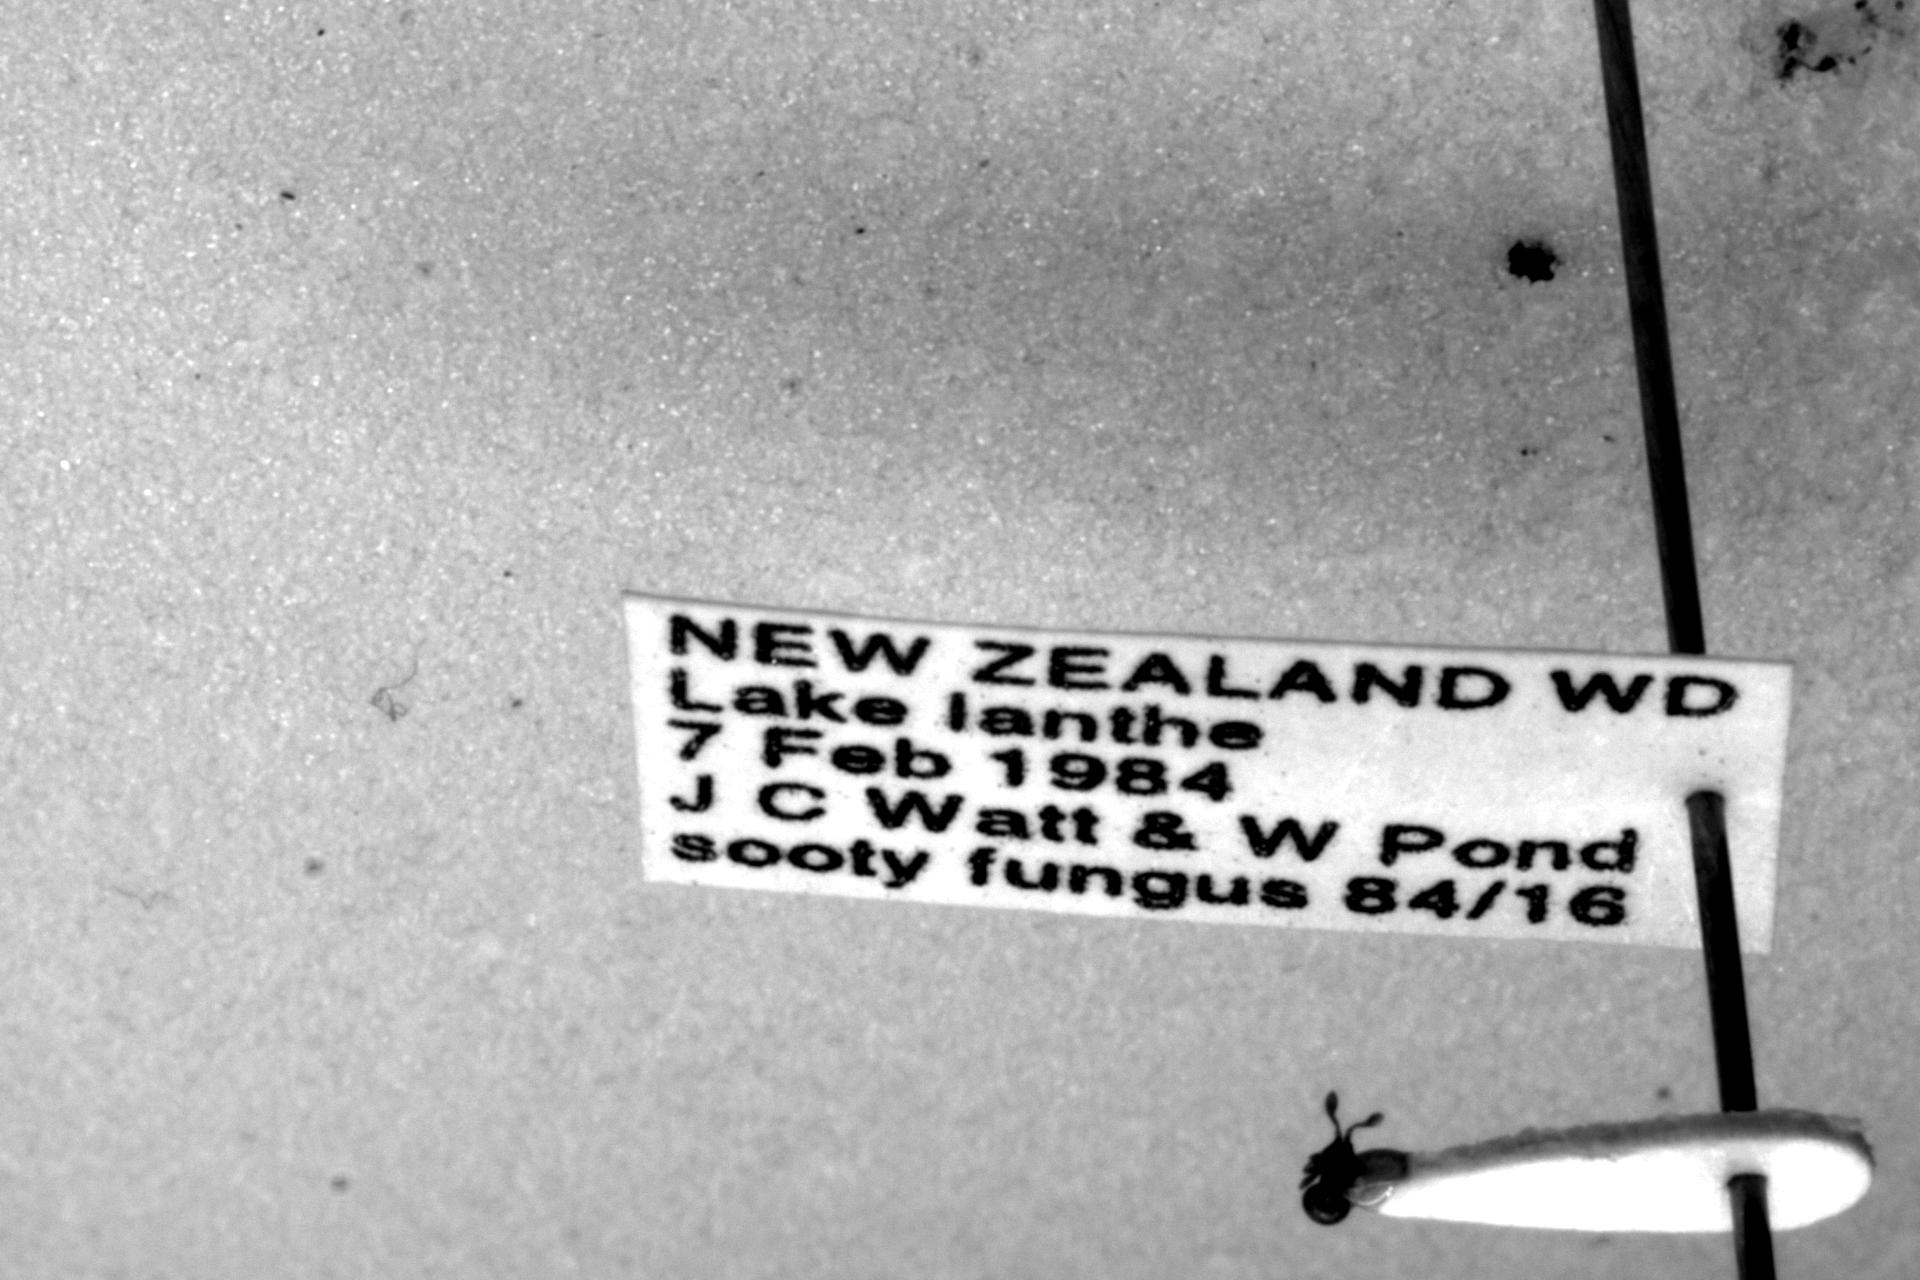 NEW ZEALAND WD
Lake Ianthe
7 Feb 1984
J C Watt & W Pond
sooty fungus 84/16